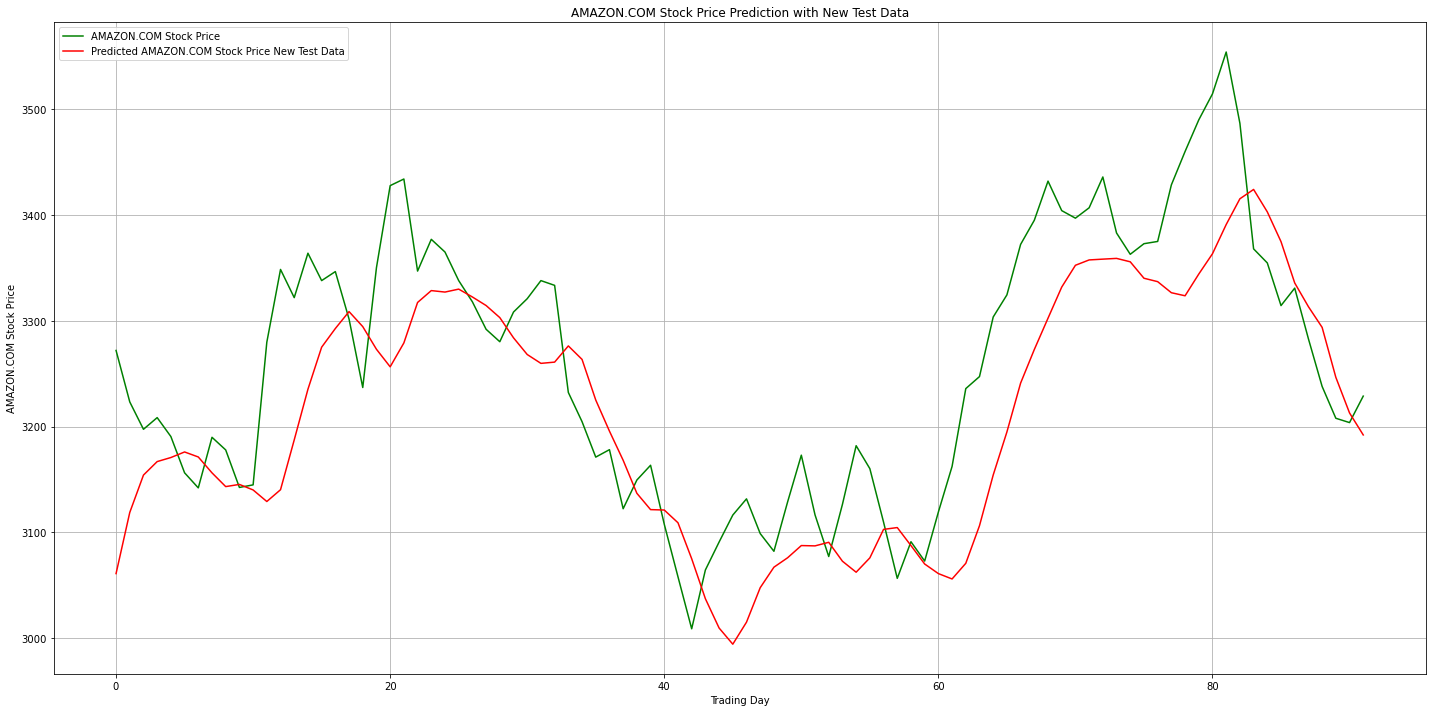 AMAZON.COM Stock Price Prediction with New Test Data
AMAZON.COM Stock Price
Predicted AMAZON.COM Stock Price New Test Data
3500
3400
3300
3200
3100
3000
AMAZON.COM Stock Price
0 20 40 60 80
Trading Day